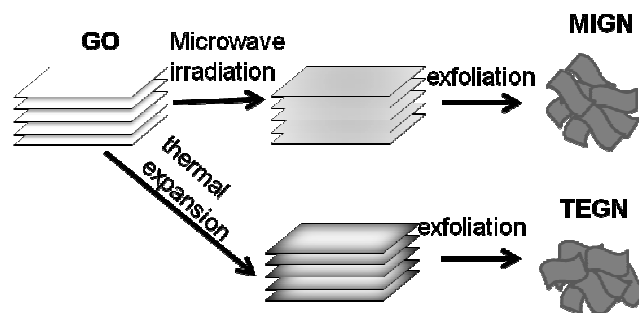 GO
Microwave
irradiation
exfoliation
MIGN
thermal
expansion
exfoliation
TEGN